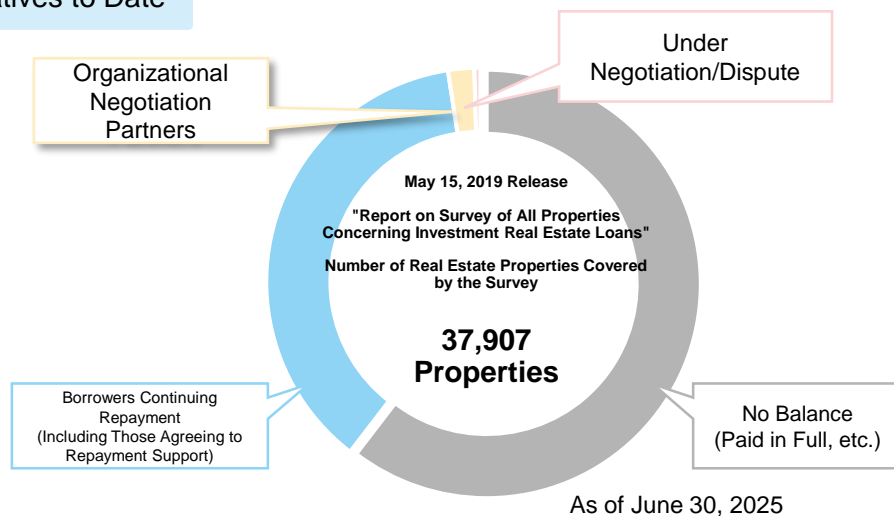 to Date
Organizational
Negotiation
Partners
Under
Negotiation/Dispute
May 15, 2019 Release
"Report on Survey of All Properties
Concerning Investment Real Estate Loans"
Number of Real Estate Properties Covered
by the Survey
37,907
Properties
Borrowers Continuing
Repayment
(Including Those Agreeing to
Repayment Support)
No Balance
(Paid in Full, etc.)
As of June 30, 2025